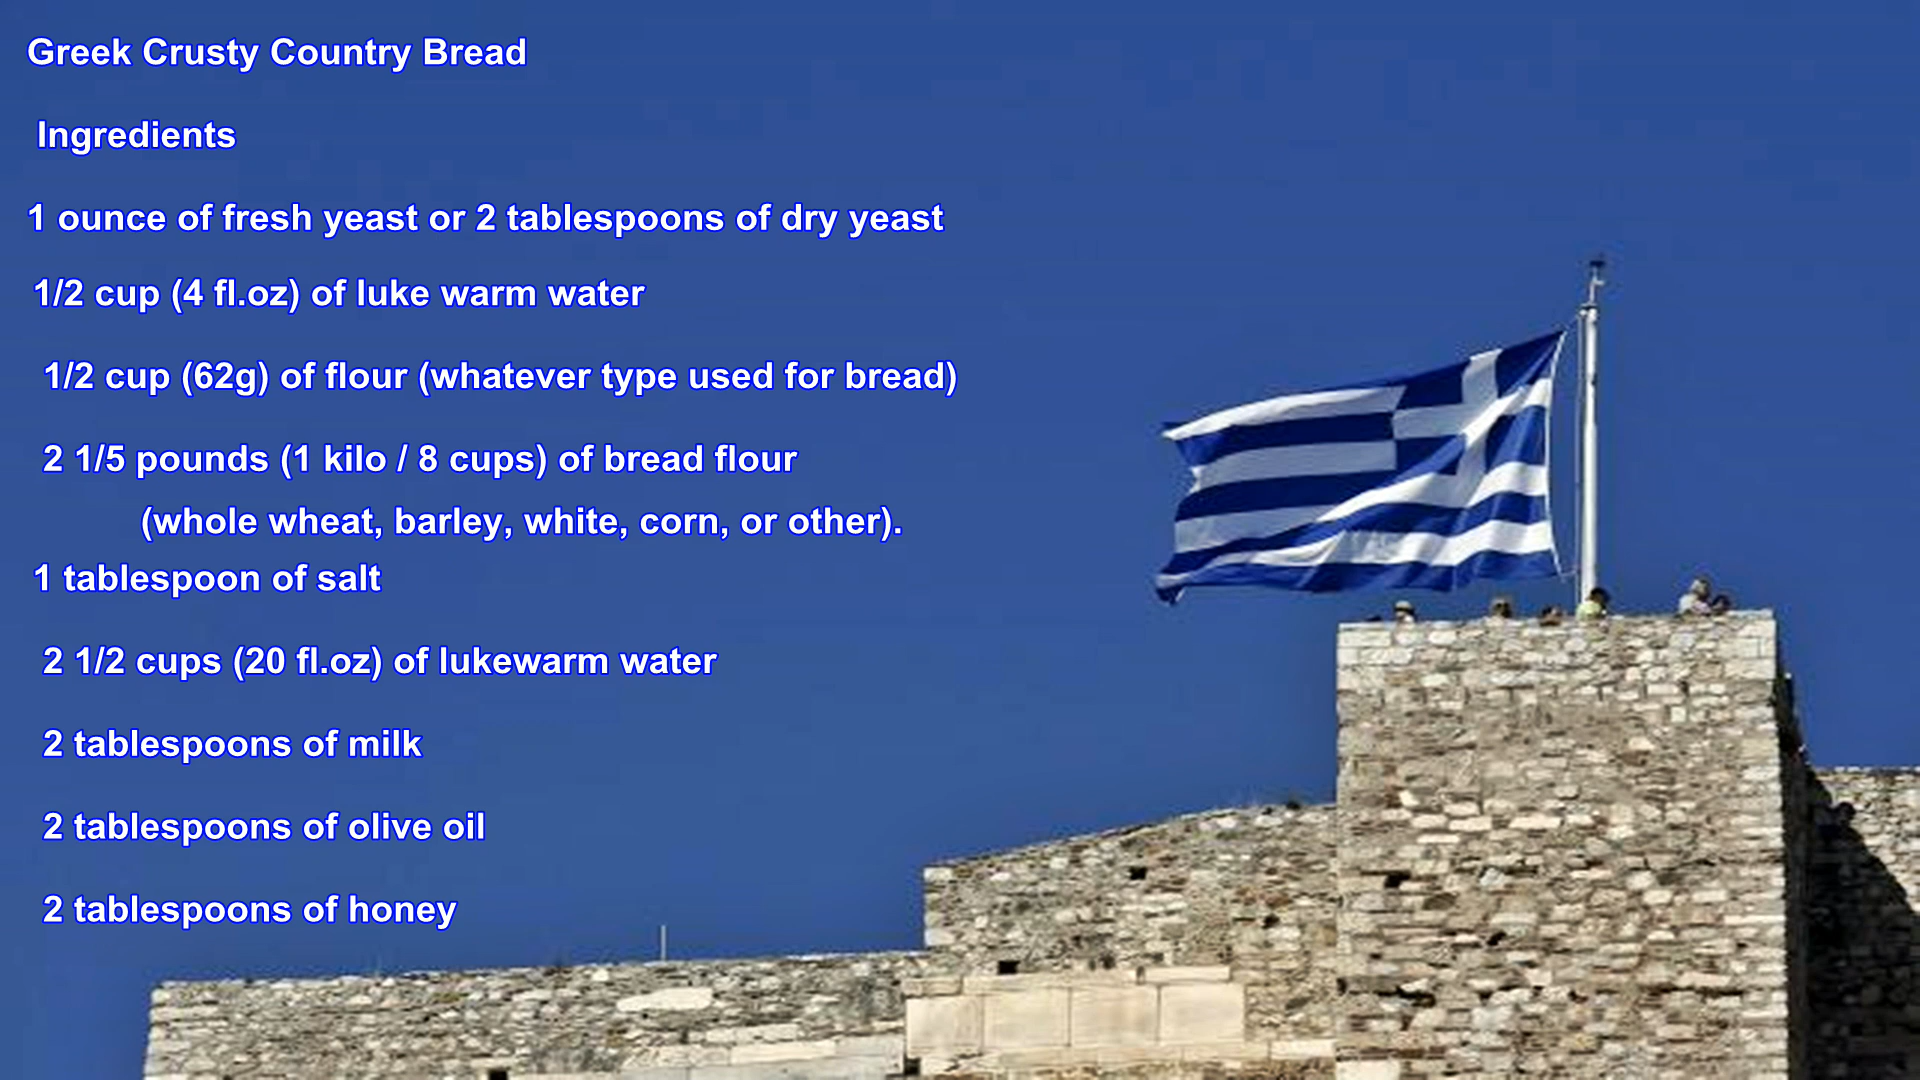 Greek Crusty Country Bread
Ingredients
1 ounce of fresh yeast or 2 tablespoons of dry yeast
1/2 cup (4 fl.oz) of luke warm water
1/2 cup (62g) of flour (whatever type used for bread)
2 1/5 pounds (1 kilo / 8 cups) of bread flour
(whole wheat, barley, white, corn, or other).
1 tablespoon of salt
2 1/2 cups (20 fl.oz) of lukewarm water
2 tablespoons of milk
2 tablespoons of olive oil
2 tablespoons of honey